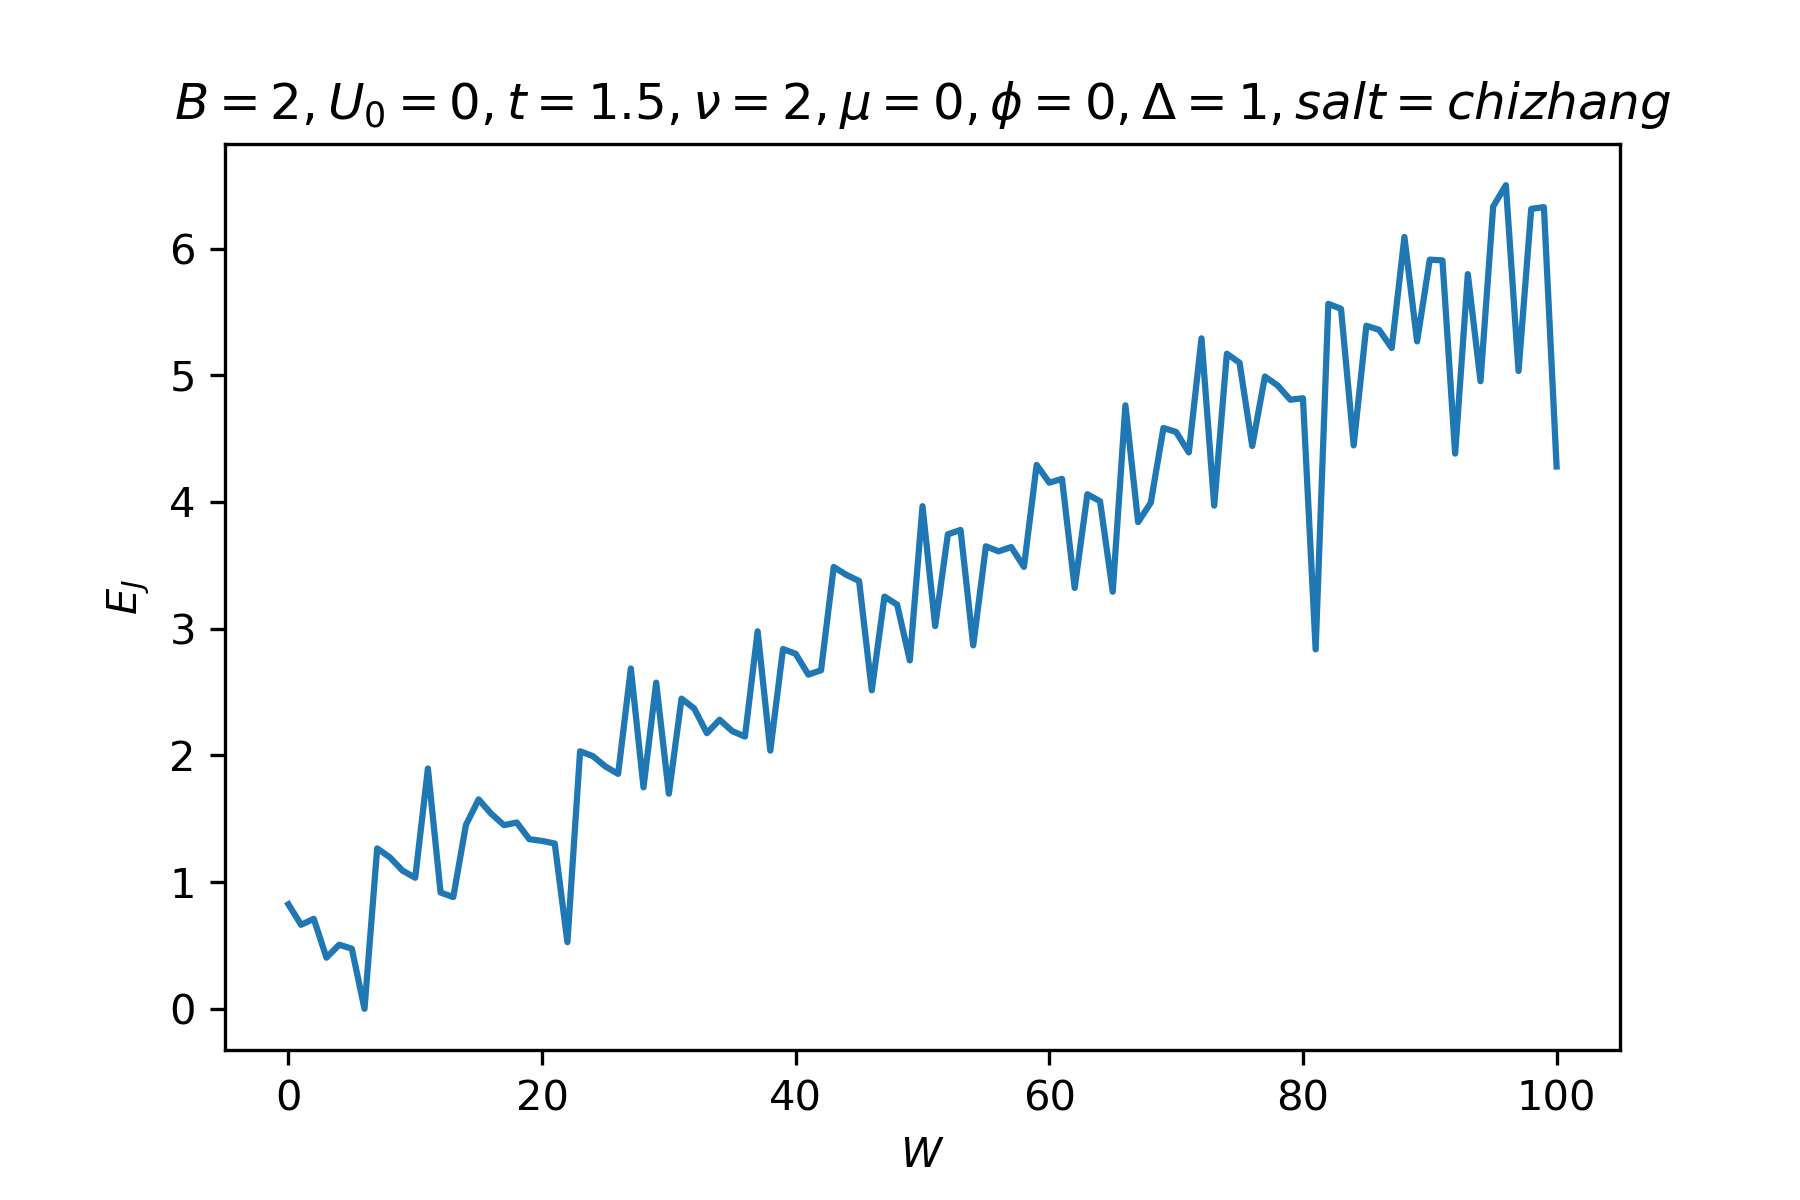 B = 2, U₀ = 0, t = 1.5, ν = 2, μ = 0, ϕ = 0, Δ = 1, salt = chizhang
E_J
6
5
4
3
2
1
0
0 20 40 60 80 100
W